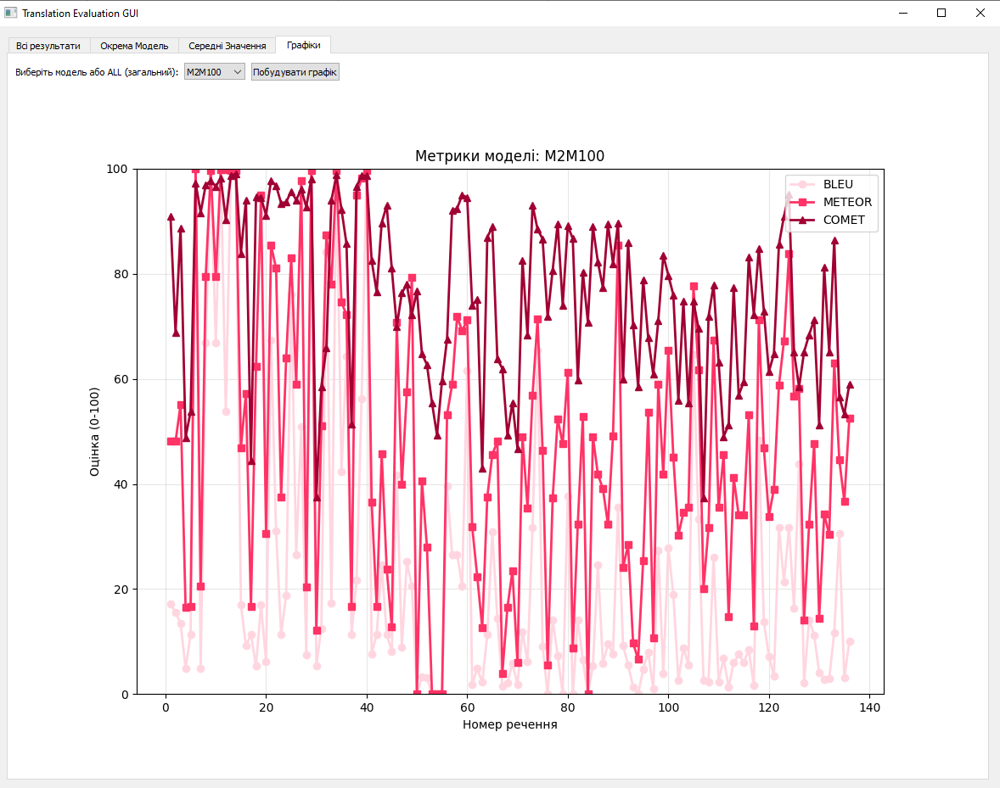 Translation Evaluation GUI
Всі результати Окрема Модель Середні Значення Графіки
Виберіть модель або ALL (загальний): M2M100 Побудувати графік
Метрики моделі: M2M100
BLEU
METEOR
COMET
Оцінка (0-100)
100
80
60
40
20
0
0 20 40 60 80 100 120 140
Номер речення